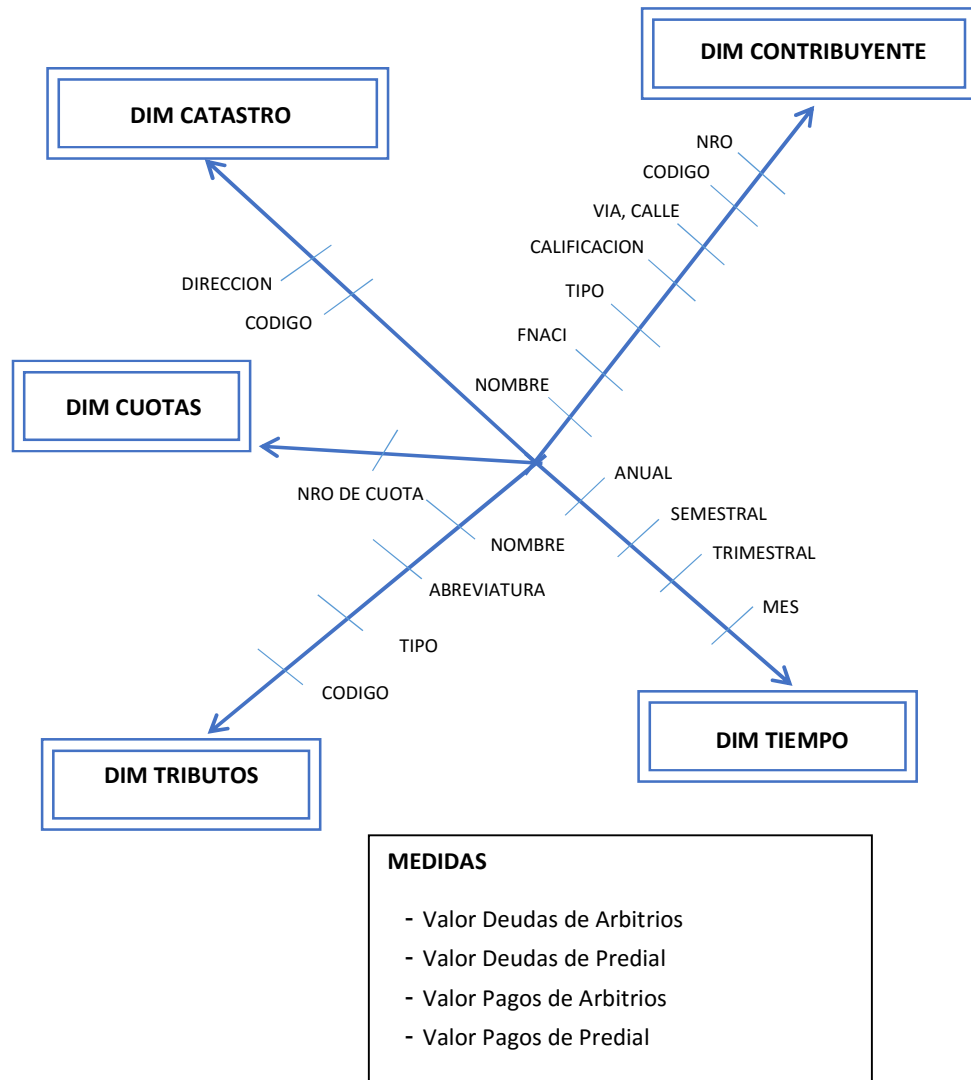 DIM CONTRIBUYENTE
DIM CATASTRO
NRO
CODIGO
VIA, CALLE
CALIFICACION
DIRECCION
TIPO
CODIGO
FNACI
NOMBRE
DIM CUOTAS
ANUAL
NRO DE CUOTA
SEMESTRAL
NOMBRE
TRIMESTRAL
ABREVIATURA
MES
TIPO
CODIGO
DIM TIEMPO
DIM TRIBUTOS
MEDIDAS
- Valor Deudas de Arbitrios
- Valor Deudas de Predial
- Valor Pagos de Arbitrios
- Valor Pagos de Predial